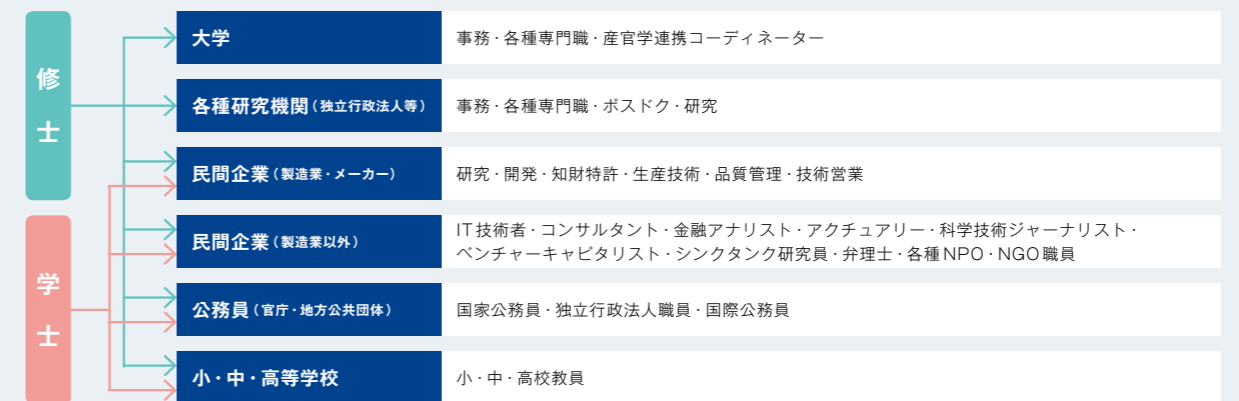 修士
大学
事務・各種専門職・産官学連携コーディネーター
各種研究機関(独立行政法人等)
事務・各種専門職・ポスドク・研究
民間企業(製造業・メーカー)
研究・開発・知財特許・生産技術・品質管理・技術営業
民間企業(製造業以外)
IT技術者・コンサルタント・金融アナリスト・アクチュアリー・科学技術ジャーナリスト・
ベンチャーキャピタリスト・シンクタンク研究員・弁理士・各種NPO・NGO職員
学士
公務員(官庁・地方公共団体)
国家公務員・独立行政法人職員・国際公務員
小・中・高等学校
小・中・高校教員